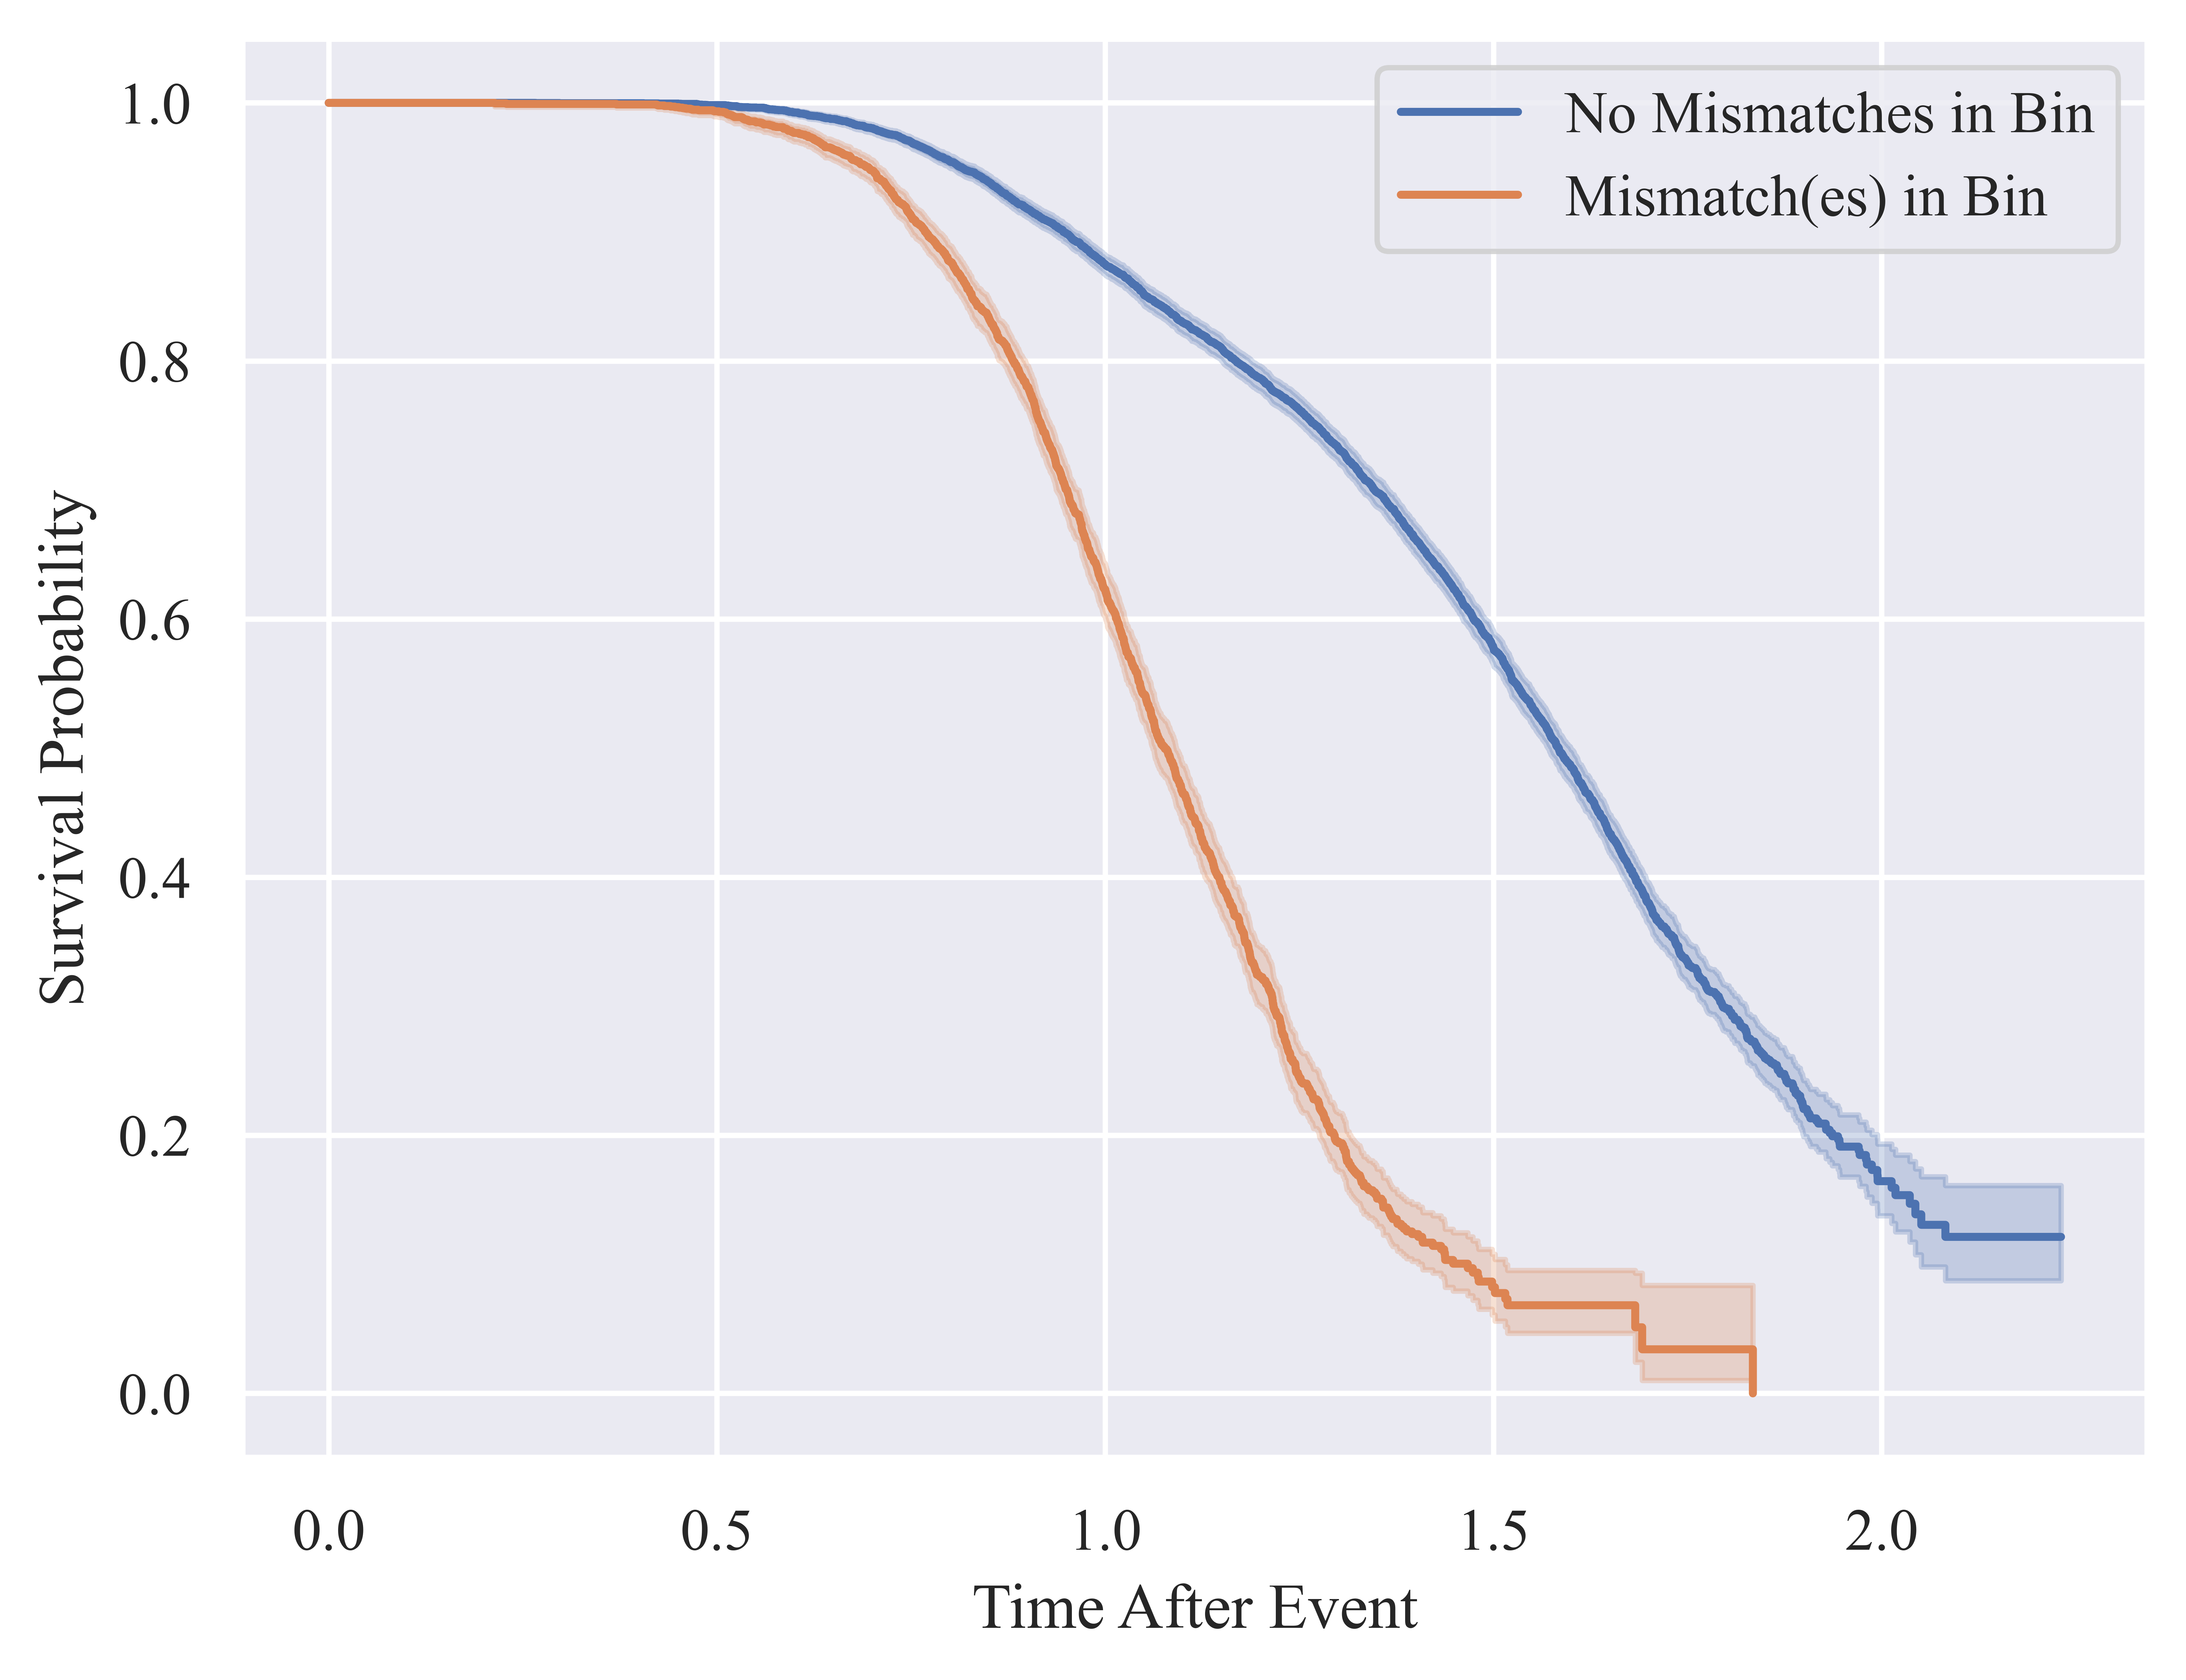 No Mismatches in Bin
Mismatch(es) in Bin
1.0
0.8
0.6
0.4
0.2
0.0
Survival Probability
0.0 0.5 1.0 1.5 2.0
Time After Event